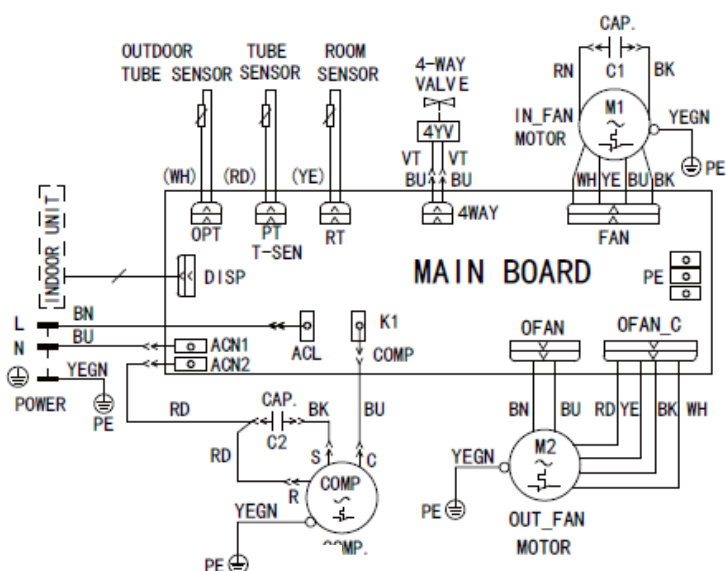 CAP.
OUTDOOR TUBE SENSOR
TUBE SENSOR
ROOM SENSOR
4-WAY VALVE
RN C1 BK
4YV
IN_FAN MOTOR
M1
YEGN
PE
VT VT
(WH) (RD) (YE)
BU BU
WH YE BU BK
INDOOR UNIT
OPT
PT
T-SEN
RT
4WAY
FAN
DISP
MAIN BOARD
PE
L BN
K1
OFAN
OFAN_C
N BU
ACN1
ACL
COMP
ACN2
YEGN
POWER
PE
RD
CAP.
BK
BU
BN BU RD YE BK WH
C2
RD
S C
M2
YEGN
R
COMP
YEGN
PE
OUT_FAN MOTOR
PE